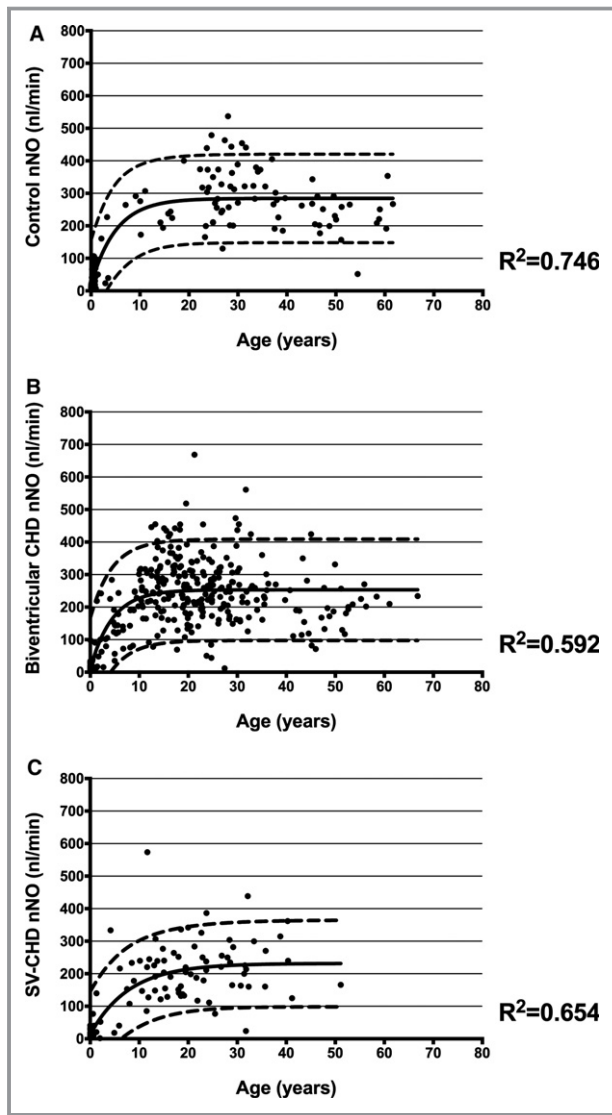 A
Control nNO (nl/min)
800
700
600
500
400
300
200
100
0
0 10 20 30 40 50 60 70 80
Age (years)
R²=0.746
B
Biventricular CHD nNO (nl/min)
800
700
600
500
400
300
200
100
0
0 10 20 30 40 50 60 70 80
Age (years)
R²=0.592
C
SV-CHD nNO (nl/min)
800
700
600
500
400
300
200
100
0
0 10 20 30 40 50 60 70 80
Age (years)
R²=0.654